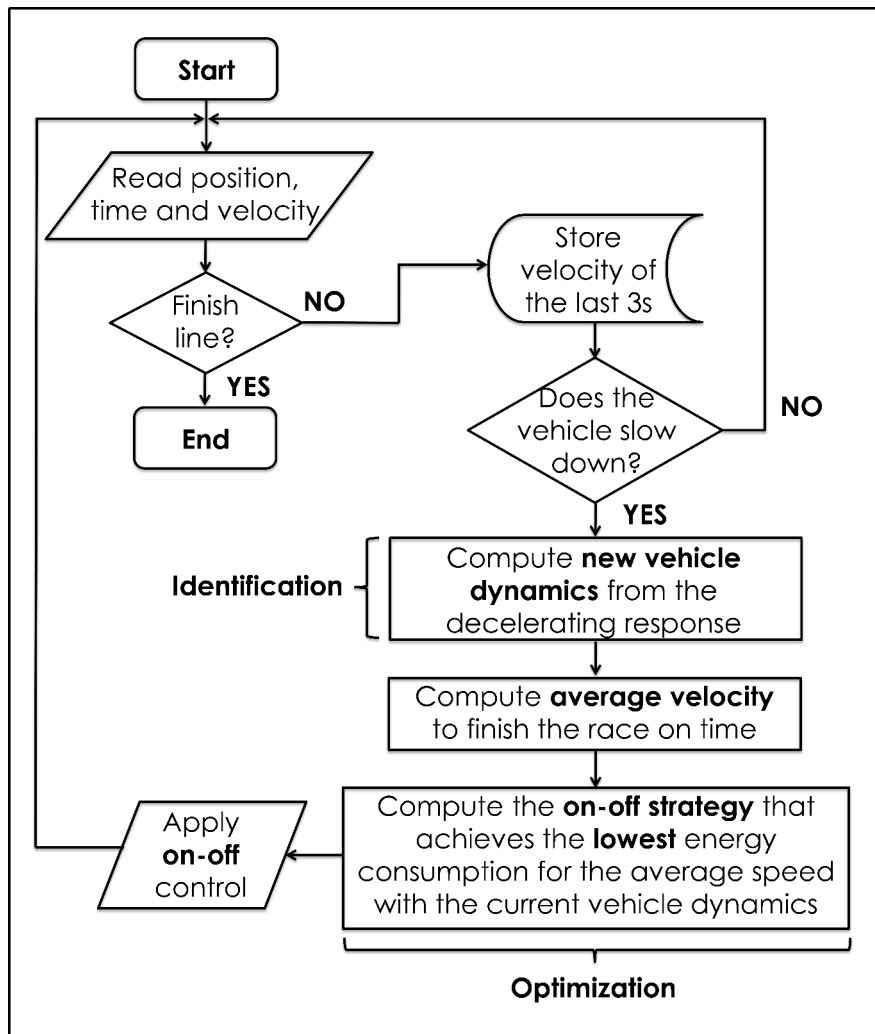 Start
Read position,
time and velocity
Finish
line?
NO
YES
End
Store
velocity of
the last 3s
Does the
vehicle slow
down?
NO
YES
Identification
Compute new vehicle
dynamics from the
decelerating response
Compute average velocity
to finish the race on time
Compute the on-off strategy that
achieves the lowest energy
consumption for the average speed
with the current vehicle dynamics
Optimization
Apply
on-off
control